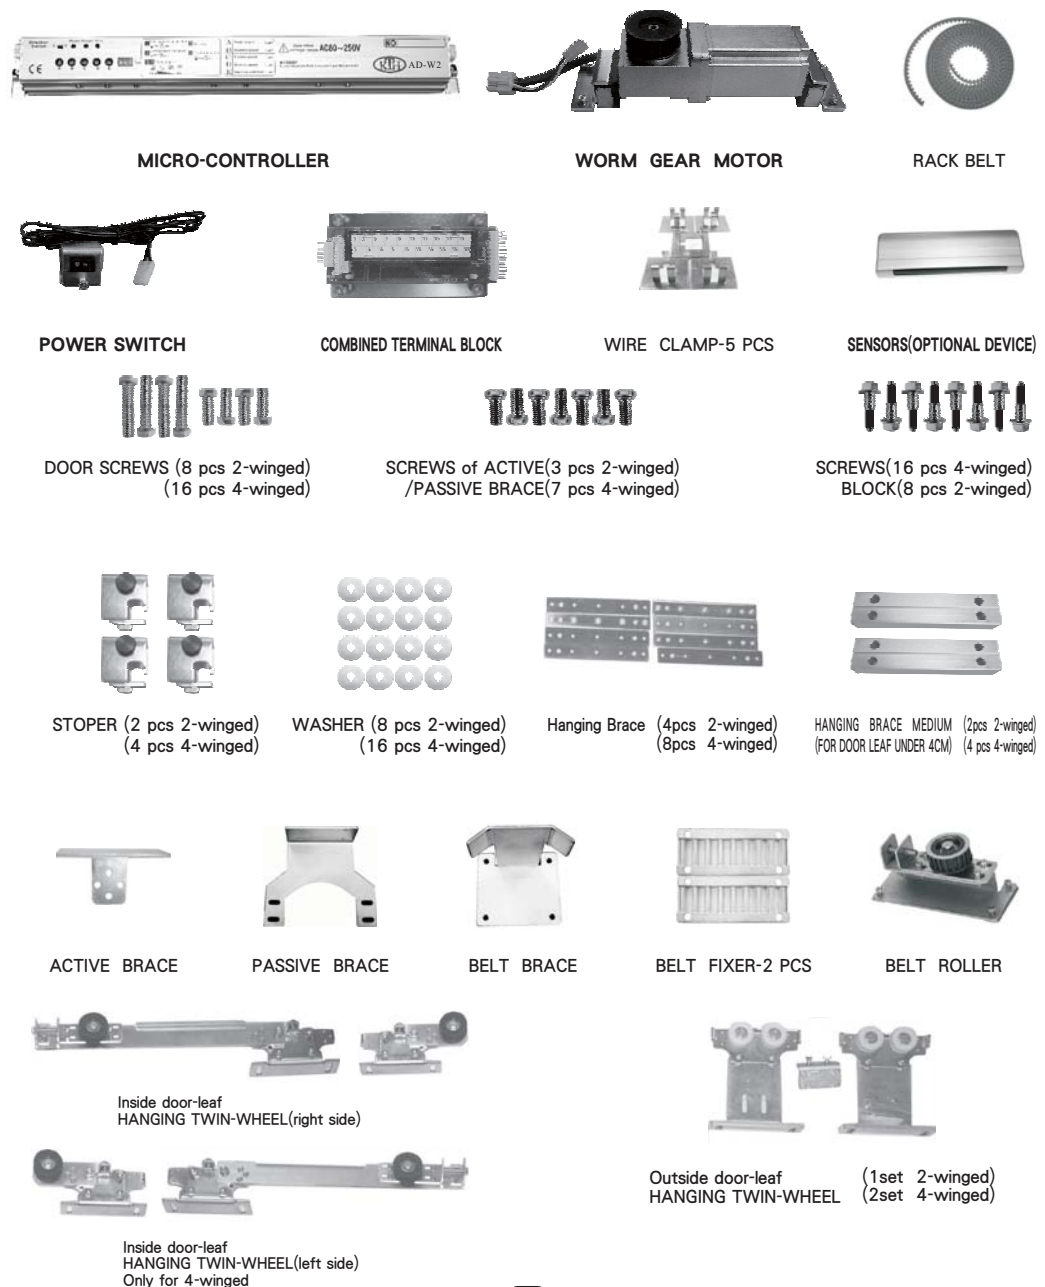 AC80~250V
ND
CE
KTH AD-W2
MICRO-CONTROLLER
WORM GEAR MOTOR
RACK BELT
POWER SWITCH
COMBINED TERMINAL BLOCK
WIRE CLAMP-5 PCS
SENSORS(OPTIONAL DEVICE)
DOOR SCREWS (8 pcs 2-winged)
(16 pcs 4-winged)
SCREWS of ACTIVE(3 pcs 2-winged)
/PASSIVE BRACE(7 pcs 4-winged)
SCREWS(16 pcs 4-winged)
BLOCK(8 pcs 2-winged)
STOPER (2 pcs 2-winged)
(4 pcs 4-winged)
WASHER (8 pcs 2-winged)
(16 pcs 4-winged)
Hanging Brace (4pcs 2-winged)
(8pcs 4-winged)
HANGING BRACE MEDIUM (2pcs 2-winged)
(FOR DOOR LEAF UNDER 4CM) (4 pcs 4-winged)
ACTIVE BRACE
PASSIVE BRACE
BELT BRACE
BELT FIXER-2 PCS
BELT ROLLER
Inside door-leaf
HANGING TWIN-WHEEL(right side)
Outside door-leaf (1set 2-winged)
HANGING TWIN-WHEEL (2set 4-winged)
Inside door-leaf
HANGING TWIN-WHEEL(left side)
Only for 4-winged